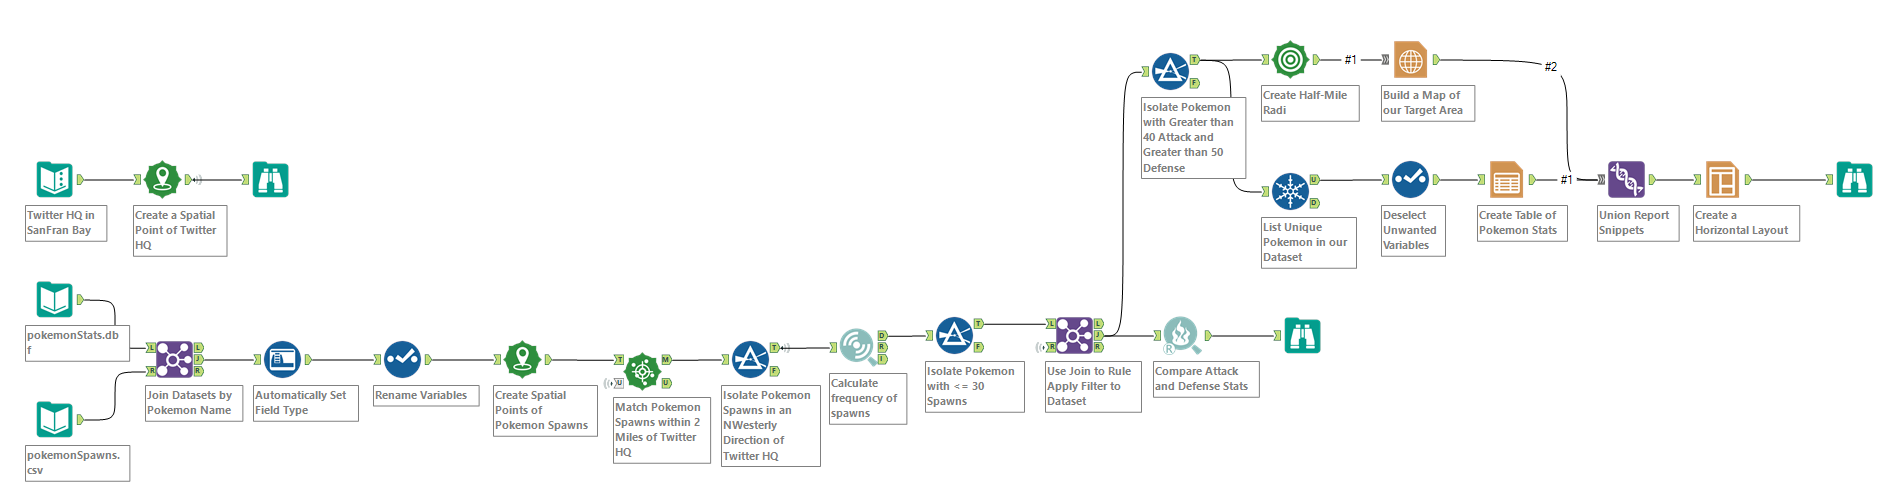 Twitter HQ in
SanFran Bay
Create a Spatial
Point of Twitter
HQ
pokemonStats.db
f
pokemonSpawns.
csv
L
R
L
J
R
Join Datasets by
Pokemon Name
Automatically Set
Field Type
Rename Variables
Create Spatial
Points of
Pokemon Spawns
T
U
M
U
Match Pokemon
Spawns within 2
Miles of Twitter
HQ
T
F
Isolate Pokemon
Spawns in an
NWesterly
Direction of
Twitter HQ
D
R
I
Calculate
frequency of
spawns
T
F
Isolate Pokemon
with <= 30
Spawns
L
R
L
J
R
Use Join to Rule
Apply Filter to
Dataset
R
Compare Attack
and Defense Stats
T
F
Isolate Pokemon
with Greater than
40 Attack and
Greater than 50
Defense
Create Half-Mile
Radi
#1
Build a Map of
our Target Area
#2
U
D
List Unique
Pokemon in our
Dataset
Deselect
Unwanted
Variables
Create Table of
Pokemon Stats
#1
Union Report
Snippets
Create a
Horizontal Layout